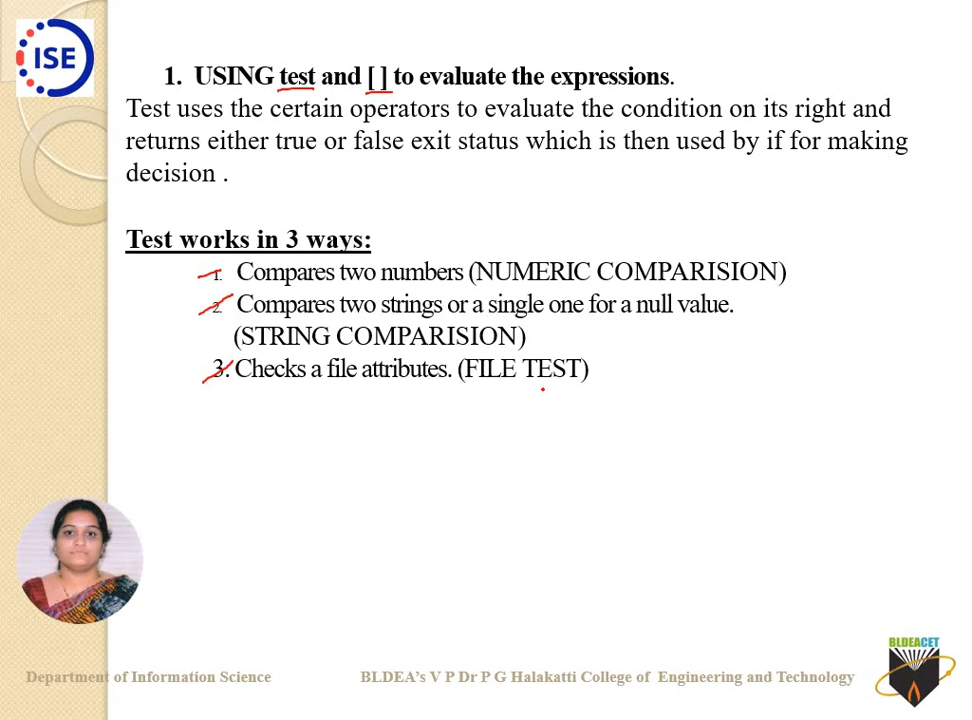 ISE
1. USING test and [ ] to evaluate the expressions.
Test uses the certain operators to evaluate the condition on its right and
returns either true or false exit status which is then used by if for making
decision .
Test works in 3 ways:
1. Compares two numbers (NUMERIC COMPARISION)
2. Compares two strings or a single one for a null value.
(STRING COMPARISION)
3. Checks a file attributes. (FILE TEST)
BLDEACET
Department of Information Science BLDEA’s V P Dr P G Halakatti College of Engineering and Technology